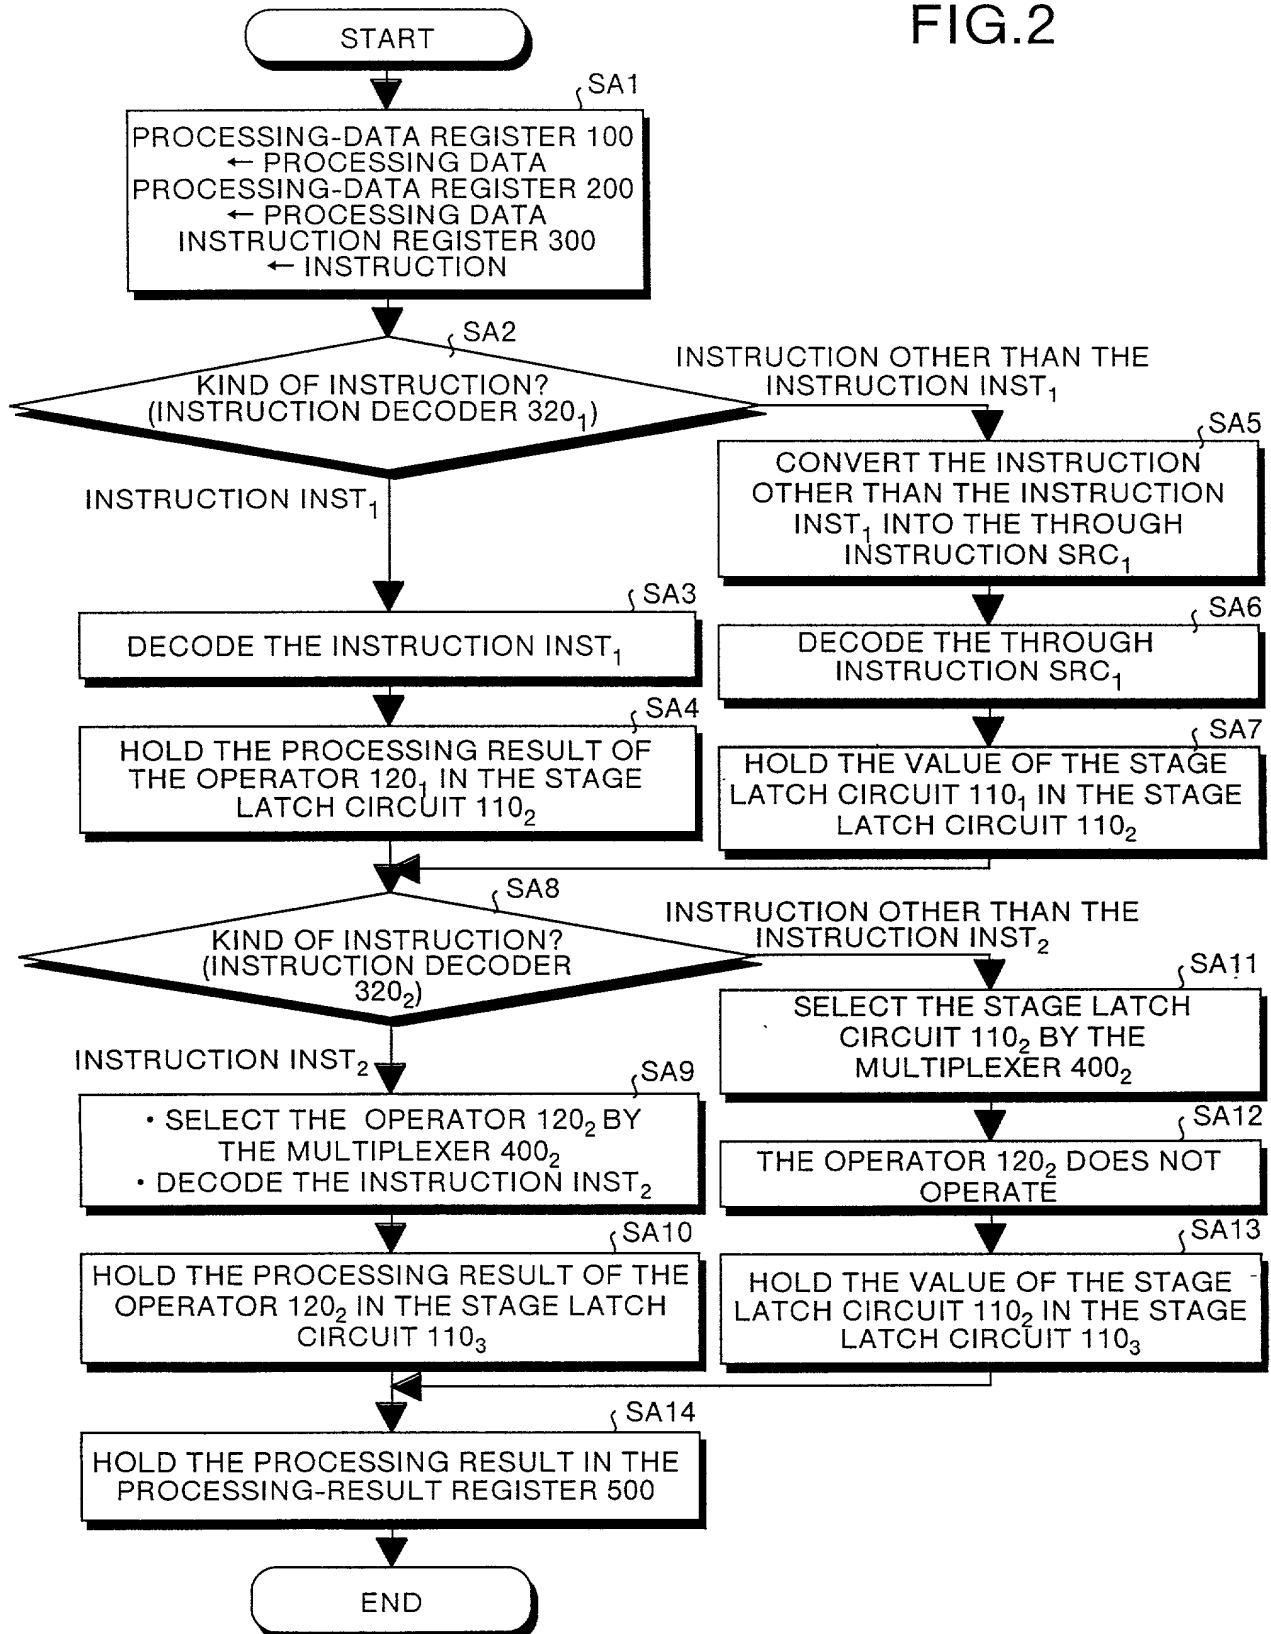 FIG.2
START
SA1
PROCESSING-DATA REGISTER 100
← PROCESSING DATA
PROCESSING-DATA REGISTER 200
← PROCESSING DATA
INSTRUCTION REGISTER 300
← INSTRUCTION
SA2
KIND OF INSTRUCTION?
(INSTRUCTION DECODER 320₁)
INSTRUCTION OTHER THAN THE
INSTRUCTION INST₁
INSTRUCTION INST₁
SA5
CONVERT THE INSTRUCTION
OTHER THAN THE INSTRUCTION
INST₁ INTO THE THROUGH
INSTRUCTION SRC₁
SA3
DECODE THE INSTRUCTION INST₁
SA6
DECODE THE THROUGH
INSTRUCTION SRC₁
SA4
HOLD THE PROCESSING RESULT OF
THE OPERATOR 120₁ IN THE STAGE
LATCH CIRCUIT 110₂
SA7
HOLD THE VALUE OF THE STAGE
LATCH CIRCUIT 110₁ IN THE STAGE
LATCH CIRCUIT 110₂
SA8
KIND OF INSTRUCTION?
(INSTRUCTION DECODER
320₂)
INSTRUCTION OTHER THAN THE
INSTRUCTION INST₂
INSTRUCTION INST₂
SA11
SELECT THE STAGE LATCH
CIRCUIT 110₂ BY THE
MULTIPLEXER 400₂
SA9
• SELECT THE OPERATOR 120₂ BY
THE MULTIPLEXER 400₂
• DECODE THE INSTRUCTION INST₂
SA12
THE OPERATOR 120₂ DOES NOT
OPERATE
SA10
HOLD THE PROCESSING RESULT OF THE
OPERATOR 120₂ IN THE STAGE LATCH
CIRCUIT 110₃
SA13
HOLD THE VALUE OF THE STAGE
LATCH CIRCUIT 110₂ IN THE STAGE
LATCH CIRCUIT 110₃
SA14
HOLD THE PROCESSING RESULT IN THE
PROCESSING-RESULT REGISTER 500
END